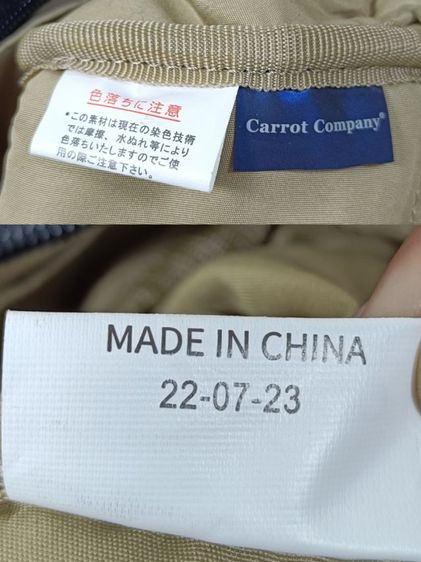 色落ちに注意
*この素材は現在の染色技術
では摩擦、水ぬれ等により
色落ちいたしますのでご使
用の際ご注意下さい。
Carrot Company®
MADE IN CHINA
22-07-23